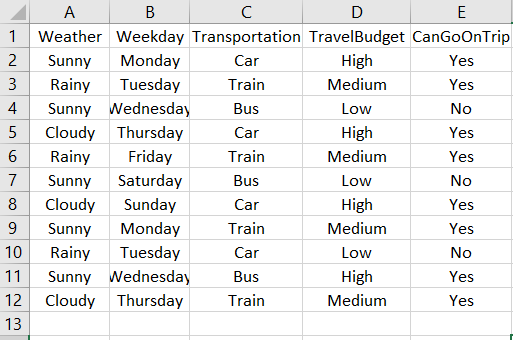 A B C D E
1 Weather Weekday Transportation TravelBudget CanGoOnTrip
2 Sunny Monday Car High Yes
3 Rainy Tuesday Train Medium Yes
4 Sunny Wednesday Bus Low No
5 Cloudy Thursday Car High Yes
6 Rainy Friday Train Medium Yes
7 Sunny Saturday Bus Low No
8 Cloudy Sunday Car High Yes
9 Sunny Monday Train Medium Yes
10 Rainy Tuesday Car Low No
11 Sunny Wednesday Bus High Yes
12 Cloudy Thursday Train Medium Yes
13